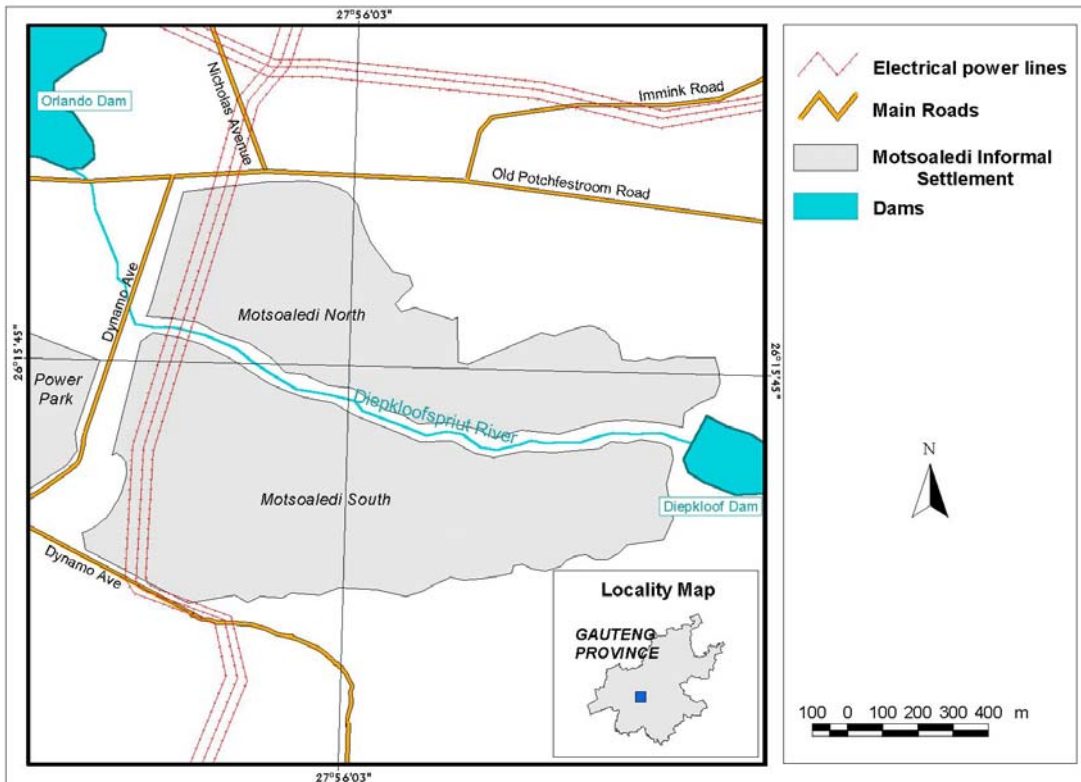 27°56'03"
Orlando Dam
Nicholas Avenue
Immink Road
Old Potchfestroom Road
Dynamo Ave
Motsoaledi North
26°15'45"
26°15'45"
Power
Park
Diepkloofspriut River
Motsoaledi South
Diepkloof Dam
Dynamo Ave
Locality Map
GAUTENG
PROVINCE
27°56'03"
Electrical power lines
Main Roads
Motsoaledi Informal
Settlement
Dams
N
100 0 100 200 300 400 m